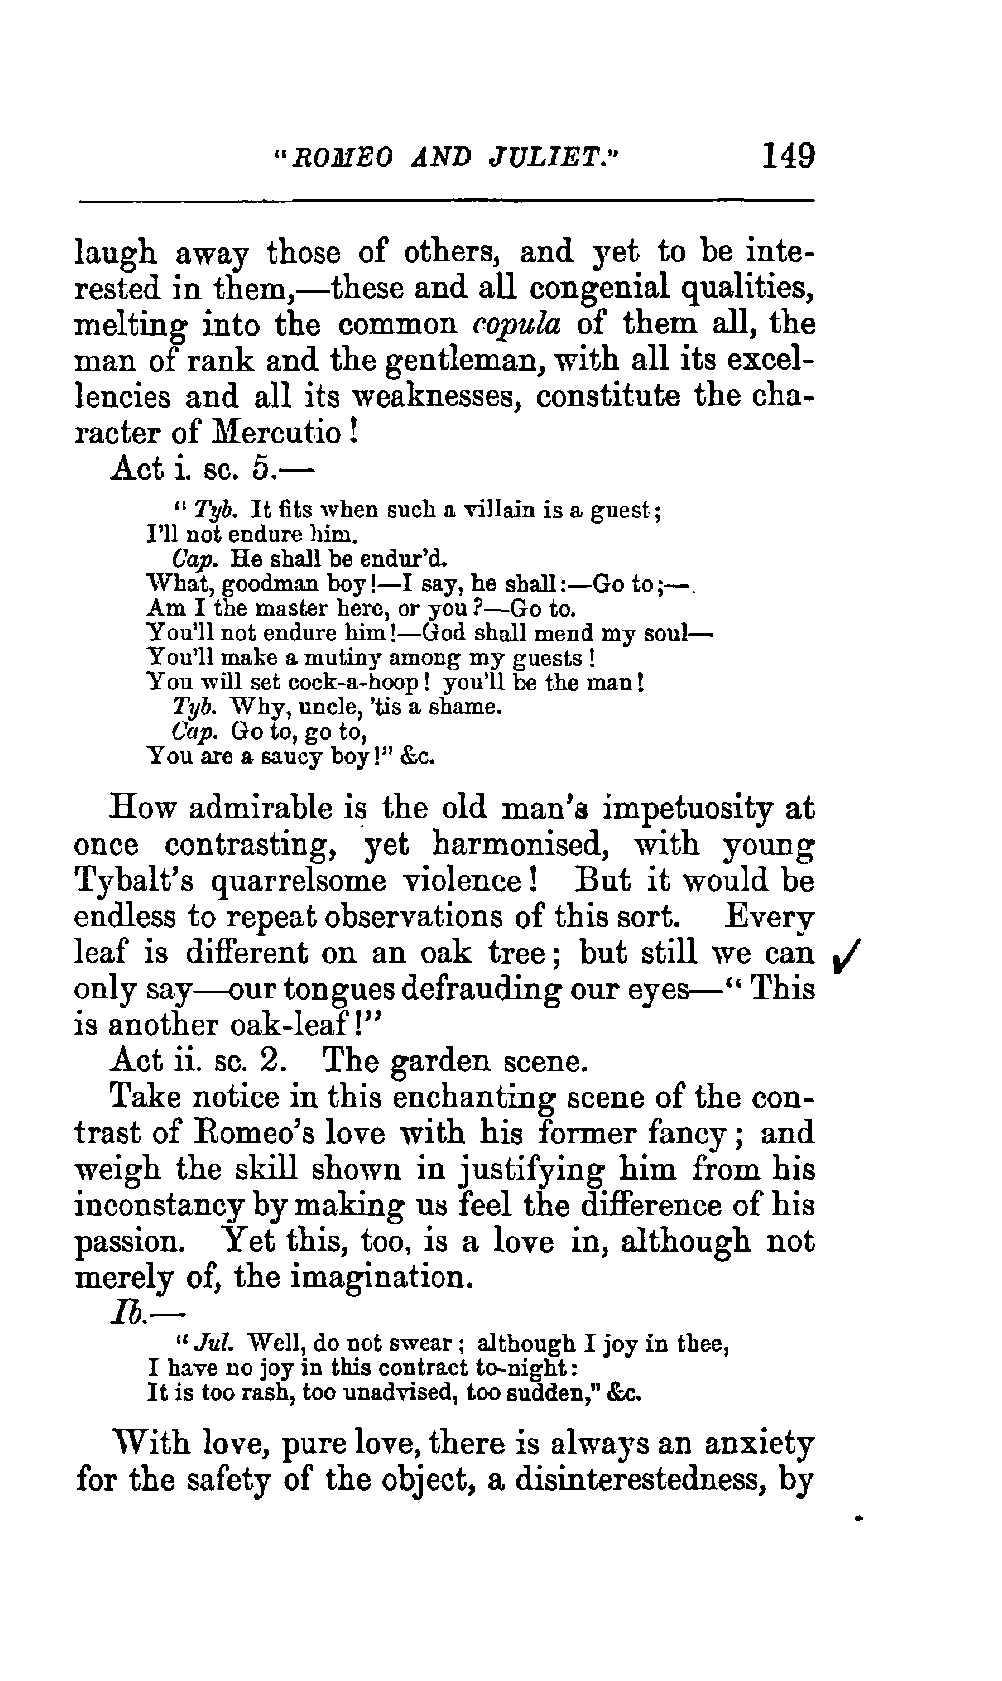 "ROMEO AND JULIET." 149
laugh away those of others, and yet to be inte-
rested in them,—these and all congenial qualities,
melting into the common copula of them all, the
man of rank and the gentleman, with all its excel-
lencies and all its weaknesses, constitute the cha-
racter of Mercutio!
Act i. sc. 5.—
"Tyb. It fits when such a villain is a guest;
I'll not endure him.
Cap. He shall be endur'd.
What, goodman boy!—I say, he shall:—Go to;—
Am I the master here, or you?—Go to.
You'll not endure him!—God shall mend my soul—
You'll make a mutiny among my guests!
You will set cock-a-hoop! you'll be the man!
Tyb. Why, uncle, 'tis a shame.
Cap. Go to, go to,
You are a saucy boy!" &c.
How admirable is the old man's impetuosity at
once contrasting, yet harmonised, with young
Tybalt's quarrelsome violence! But it would be
endless to repeat observations of this sort. Every
leaf is different on an oak tree; but still we can ✓
only say—our tongues defrauding our eyes—"This
is another oak-leaf!"
Act ii. sc. 2. The garden scene.
Take notice in this enchanting scene of the con-
trast of Romeo's love with his former fancy; and
weigh the skill shown in justifying him from his
inconstancy by making us feel the difference of his
passion. Yet this, too, is a love in, although not
merely of, the imagination.
Ib.—
"Jul. Well, do not swear; although I joy in thee,
I have no joy in this contract to-night:
It is too rash, too unadvised, too sudden," &c.
With love, pure love, there is always an anxiety
for the safety of the object, a disinterestedness, by